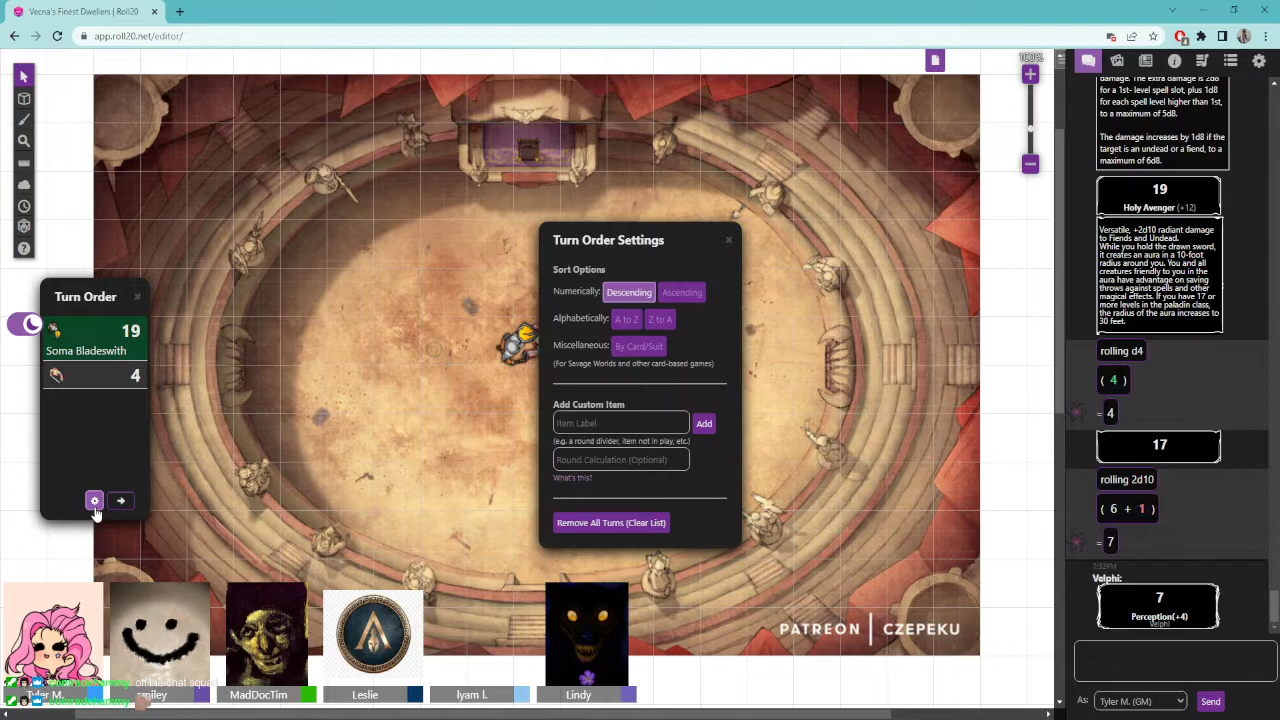 Vecna's Finest Dwellers | Roll20
app.roll20.net/editor/
100%
damage. The extra damage is 2d8
for a 1st- level spell slot, plus 1d8
for each spell level higher than 1st,
to a maximum of 5d8.
The damage increases by 1d8 if the
target is an undead or a fiend, to a
maximum of 6d8.
19
Holy Avenger (+12)
Versatile, +2d10 radiant damage
to Fiends and Undead.
While you hold the drawn sword,
it creates an aura in a 10-foot
radius around you. You and all
creatures friendly to you in the
aura have advantage on saving
throws against spells and other
magical effects. If you have 17 or
more levels in the paladin class,
the radius of the aura increases to
30 feet.
rolling d4
( 4 )
=4
17
rolling 2d10
( 6 + 1 )
=7
7:32PM
Velphi:
7
Perception(+4)
Velphi
As:
Tyler M. (GM)
Send
Turn Order
19
Soma Bladeswith
4
Turn Order Settings
Sort Options
Numerically: Descending Ascending
Alphabetically: A to Z Z to A
Miscellaneous: By Card/Suit
(For Savage Worlds and other card-based games)
Add Custom Item
Item Label Add
(e.g. a round divider, item not in play, etc.)
Round Calculation (Optional)
What's this?
Remove All Turns (Clear List)
PATREON | CZEPEKU
off bio chat squad
Tyler M. smiley MadDocTim Leslie lyam l. Lindy